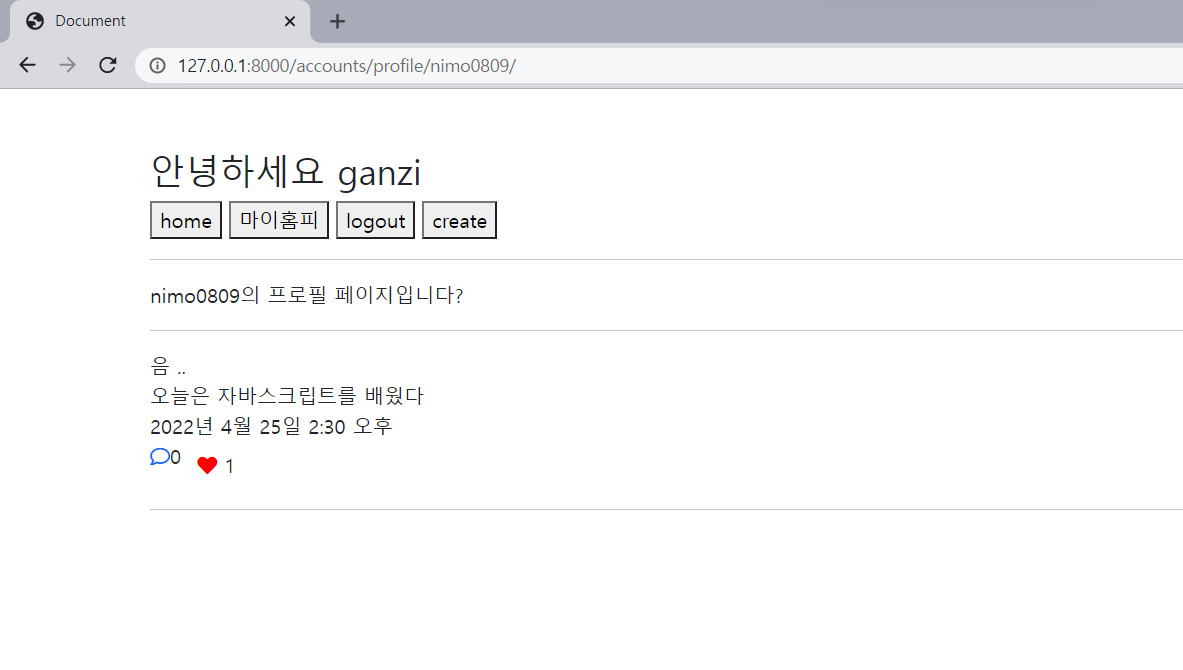 Document
127.0.0.1:8000/accounts/profile/nimo0809/
안녕하세요 ganzi
home 마이홈피 logout create
nimo0809의 프로필 페이지입니다?
음 ..
오늘은 자바스크립트를 배웠다
2022년 4월 25일 2:30 오후
0 1